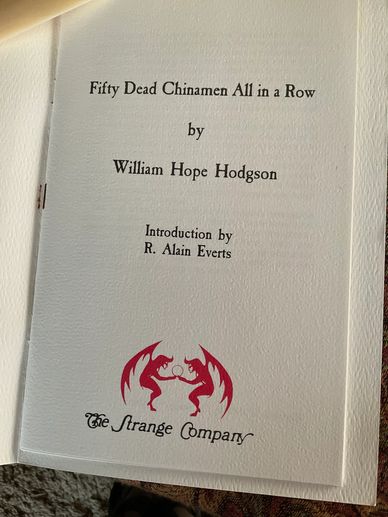 Fifty Dead Chinamen All in a Row
by
William Hope Hodgson
Introduction by
R. Alain Everts
The Strange Company